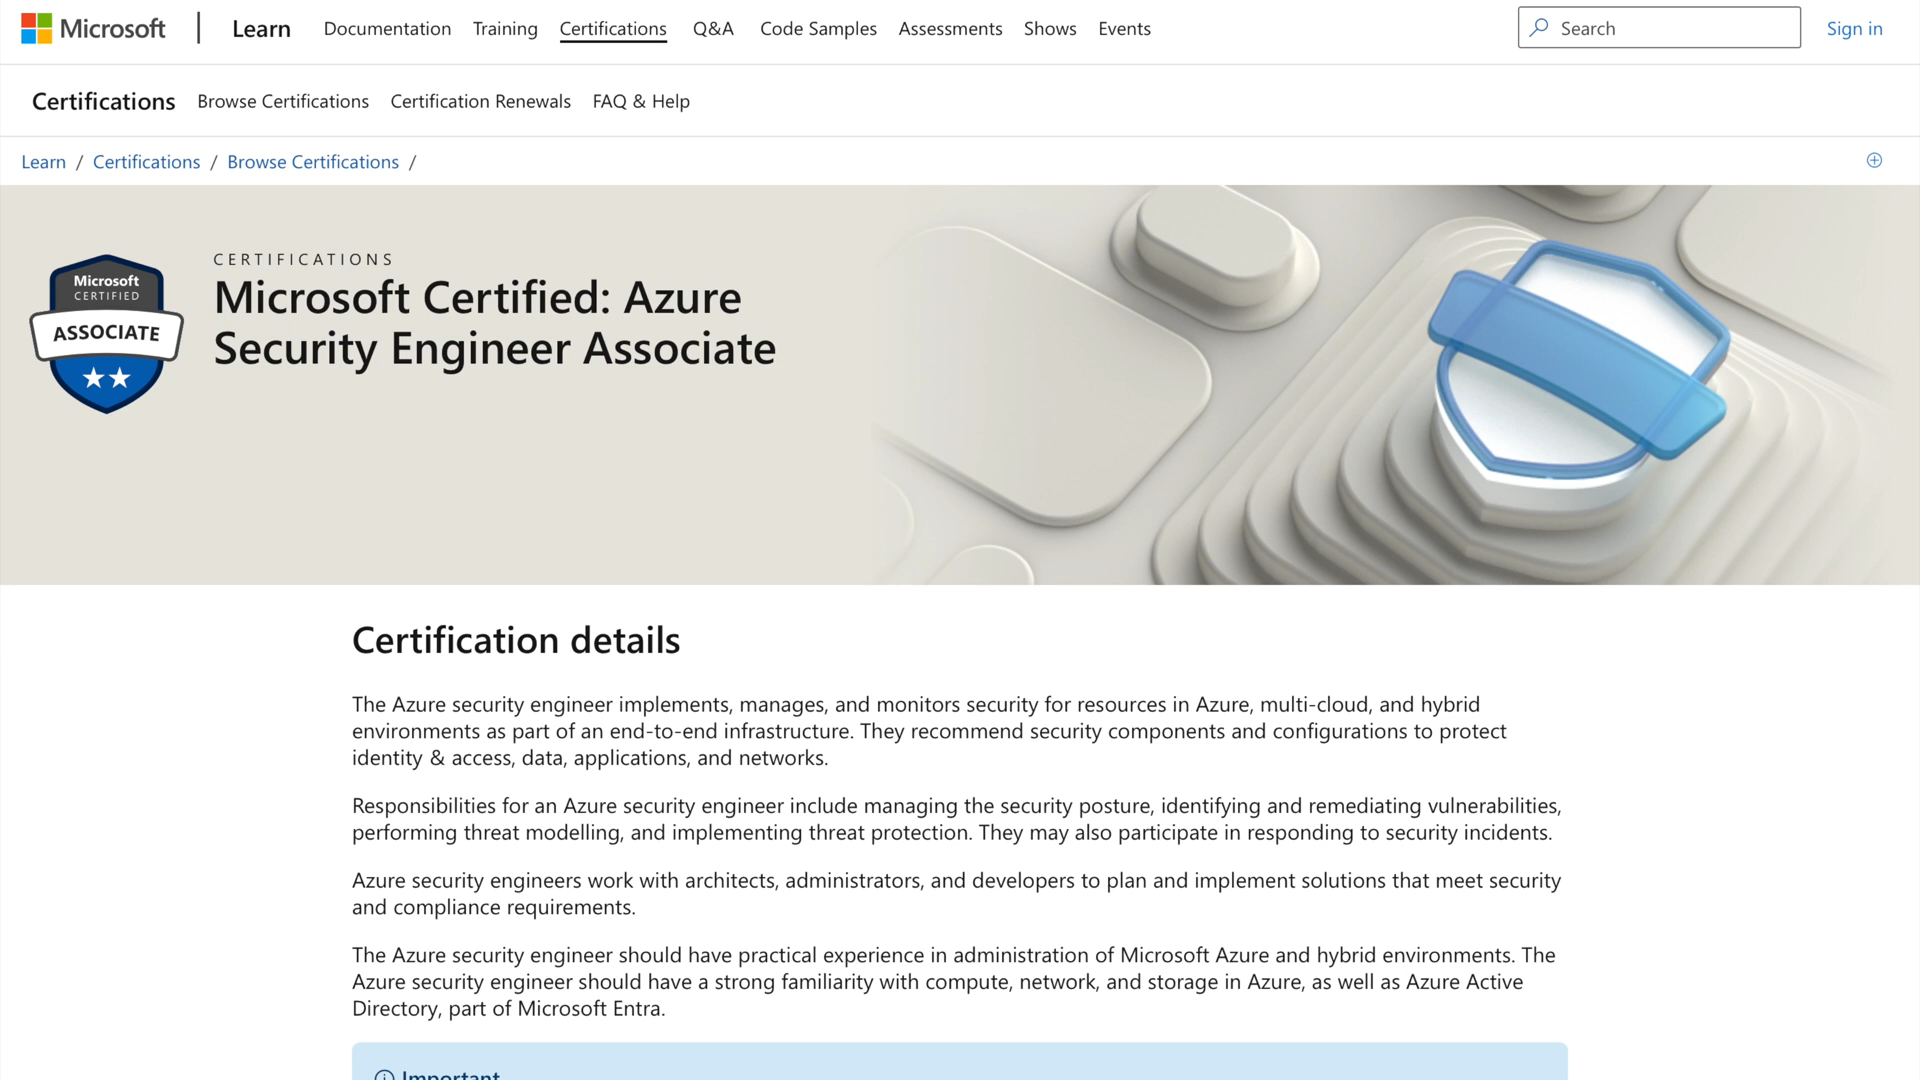 Microsoft
Learn
Documentation
Training
Certifications
Q&A
Code Samples
Assessments
Shows
Events
Search
Sign in
Certifications
Browse Certifications
Certification Renewals
FAQ & Help
Learn / Certifications / Browse Certifications /
Microsoft
CERTIFIED
ASSOCIATE
CERTIFICATIONS
Microsoft Certified: Azure
Security Engineer Associate
Certification details
The Azure security engineer implements, manages, and monitors security for resources in Azure, multi-cloud, and hybrid
environments as part of an end-to-end infrastructure. They recommend security components and configurations to protect
identity & access, data, applications, and networks.
Responsibilities for an Azure security engineer include managing the security posture, identifying and remediating vulnerabilities,
performing threat modelling, and implementing threat protection. They may also participate in responding to security incidents.
Azure security engineers work with architects, administrators, and developers to plan and implement solutions that meet security
and compliance requirements.
The Azure security engineer should have practical experience in administration of Microsoft Azure and hybrid environments. The
Azure security engineer should have a strong familiarity with compute, network, and storage in Azure, as well as Azure Active
Directory, part of Microsoft Entra.
Important